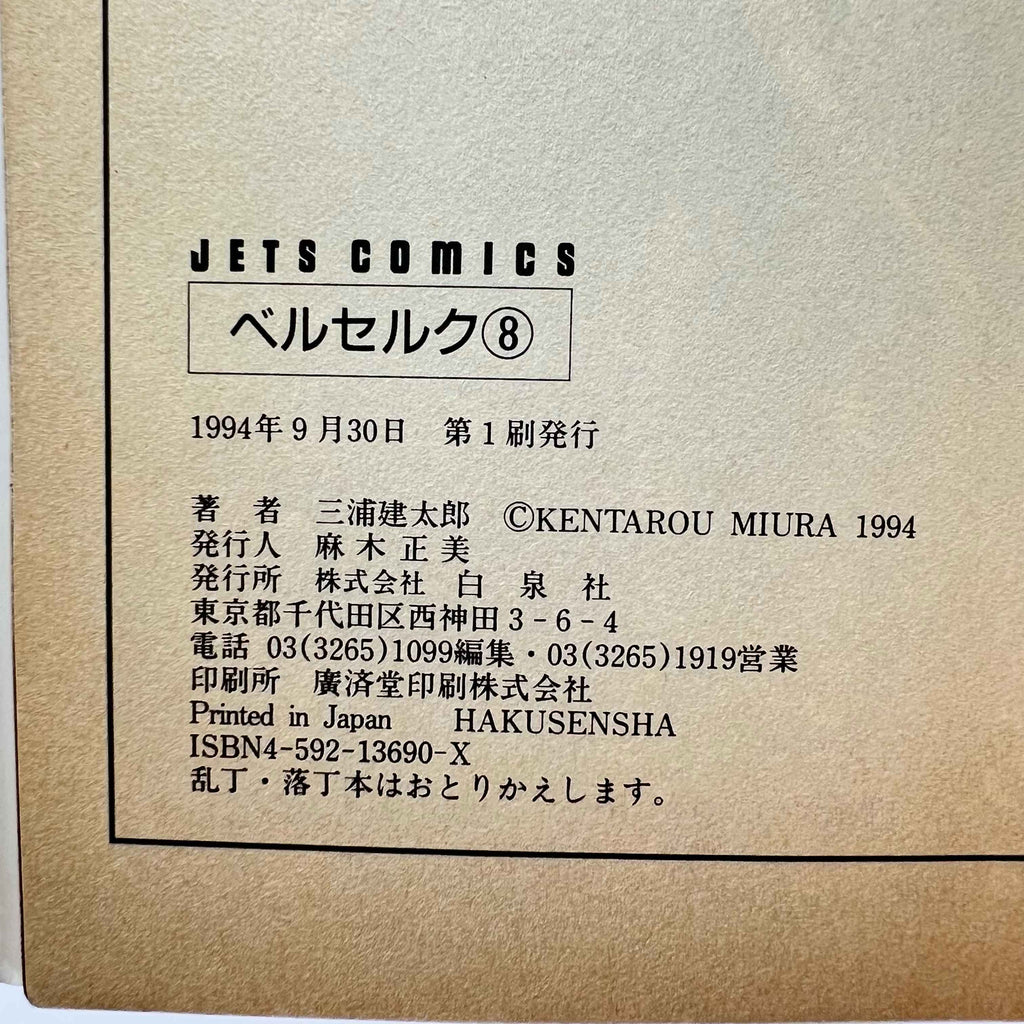 JETS COMICS
ベルセルク⑧
1994年9月30日　第1刷発行
著　者　三浦建太郎　©KENTAROU MIURA 1994
発行人　麻木正美
発行所　株式会社　白　泉　社
東京都千代田区西神田3-6-4
電話 03(3265)1099編集・03(3265)1919営業
印刷所　廣済堂印刷株式会社
Printed in Japan　HAKUSENSHA
ISBN4-592-13690-X
乱丁・落丁本はおとりかえします。